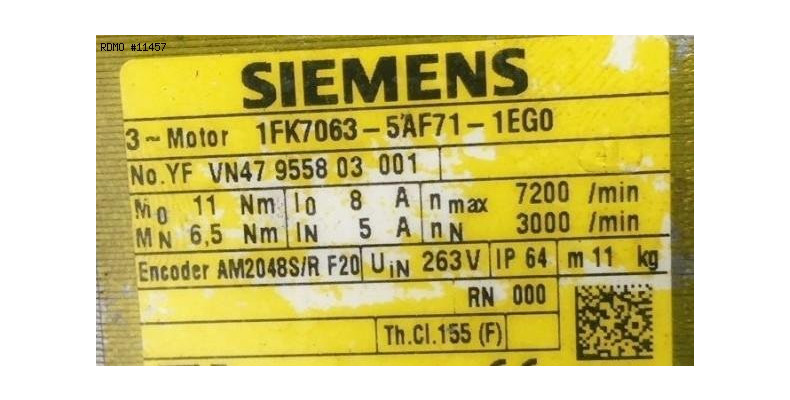 RDMO #11457
SIEMENS
3~Motor 1FK7063-5AF71-1EG0
No.YF VN47 9558 03 001
M0 11 Nm I0 8 A nmax 7200 /min
MN 6,5 Nm IN 5 A nN 3000 /min
Encoder AM2048S/R F20 UIN 263V IP 64 m 11 kg
RN 000
Th.Cl.155 (F)